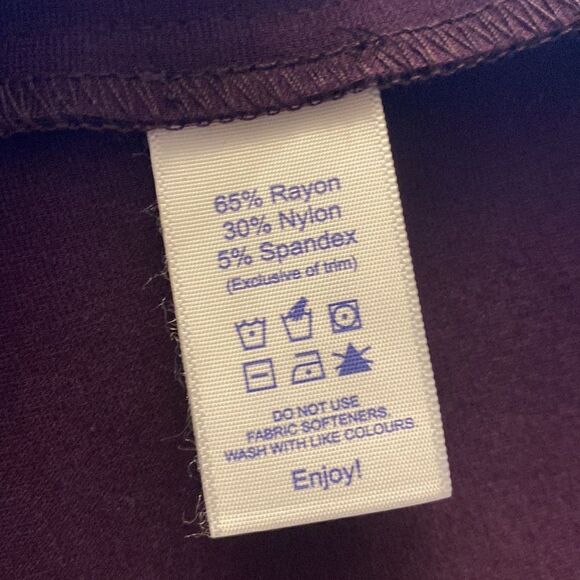 65% Rayon
30% Nylon
5% Spandex
(Exclusive of trim)
DO NOT USE
FABRIC SOFTENERS
WASH WITH LIKE COLOURS
Enjoy!